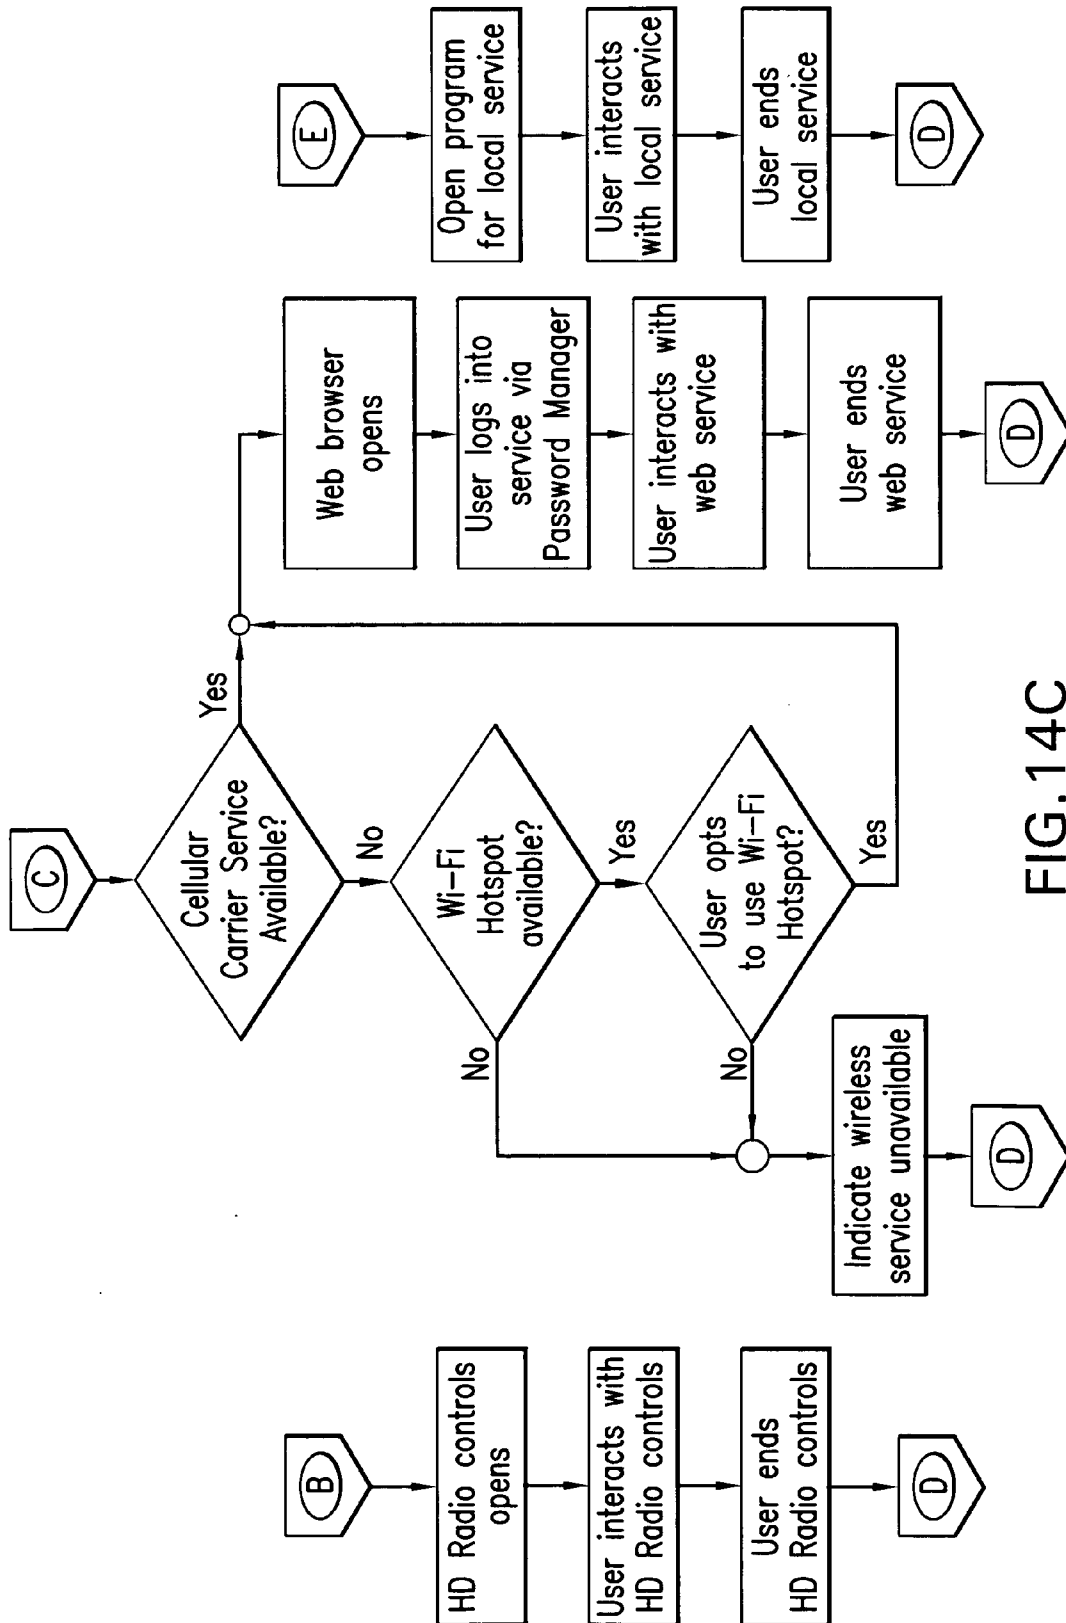 B
HD Radio controls
opens
User interacts with
HD Radio controls
User ends
HD Radio controls
D
C
Cellular
Carrier Service
Available?
Yes
No
Wi-Fi
Hotspot
available?
No
Yes
User opts
to use Wi-Fi
Hotspot?
No
Yes
Indicate wireless
service unavailable
D
Web browser
opens
User logs into
service via
Password Manager
User interacts with
web service
User ends
web service
D
E
Open program
for local service
User interacts
with local service
User ends
local service
D
FIG.14C